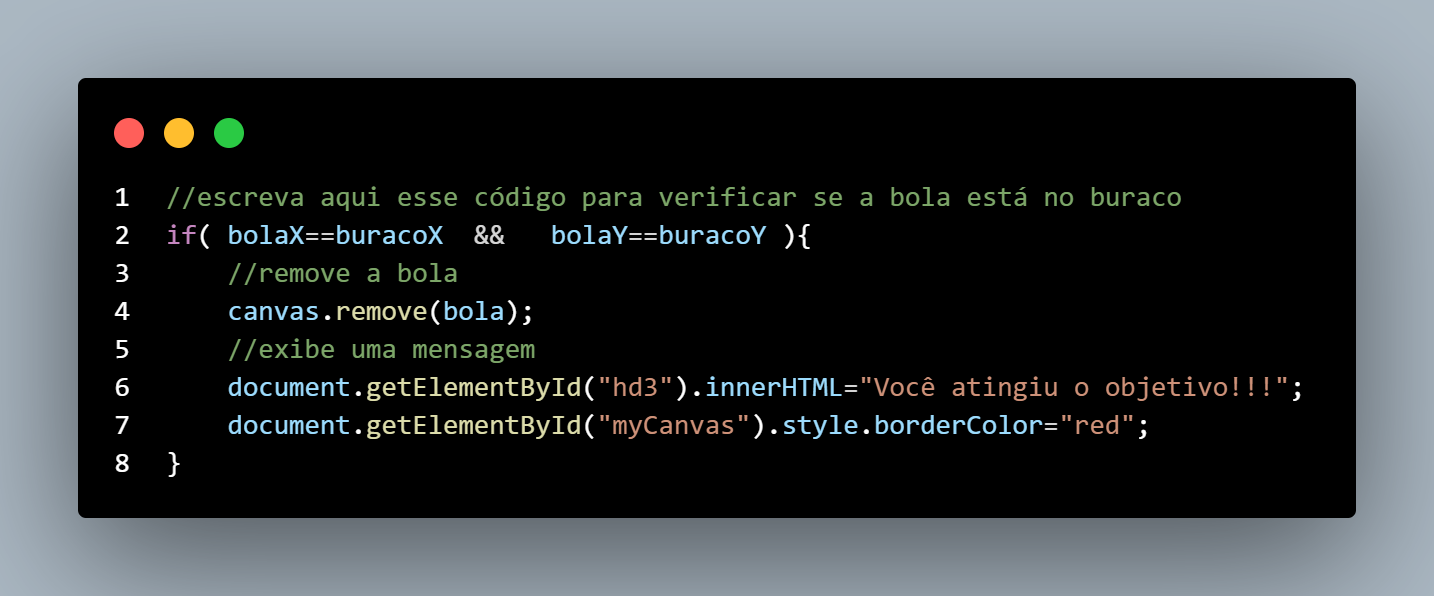 1 //escreva aqui esse código para verificar se a bola está no buraco
2 if( bolaX==buracoX  &&   bolaY==buracoY ){
3     //remove a bola
4     canvas.remove(bola);
5     //exibe uma mensagem
6     document.getElementById("hd3").innerHTML="Você atingiu o objetivo!!!";
7     document.getElementById("myCanvas").style.borderColor="red";
8 }